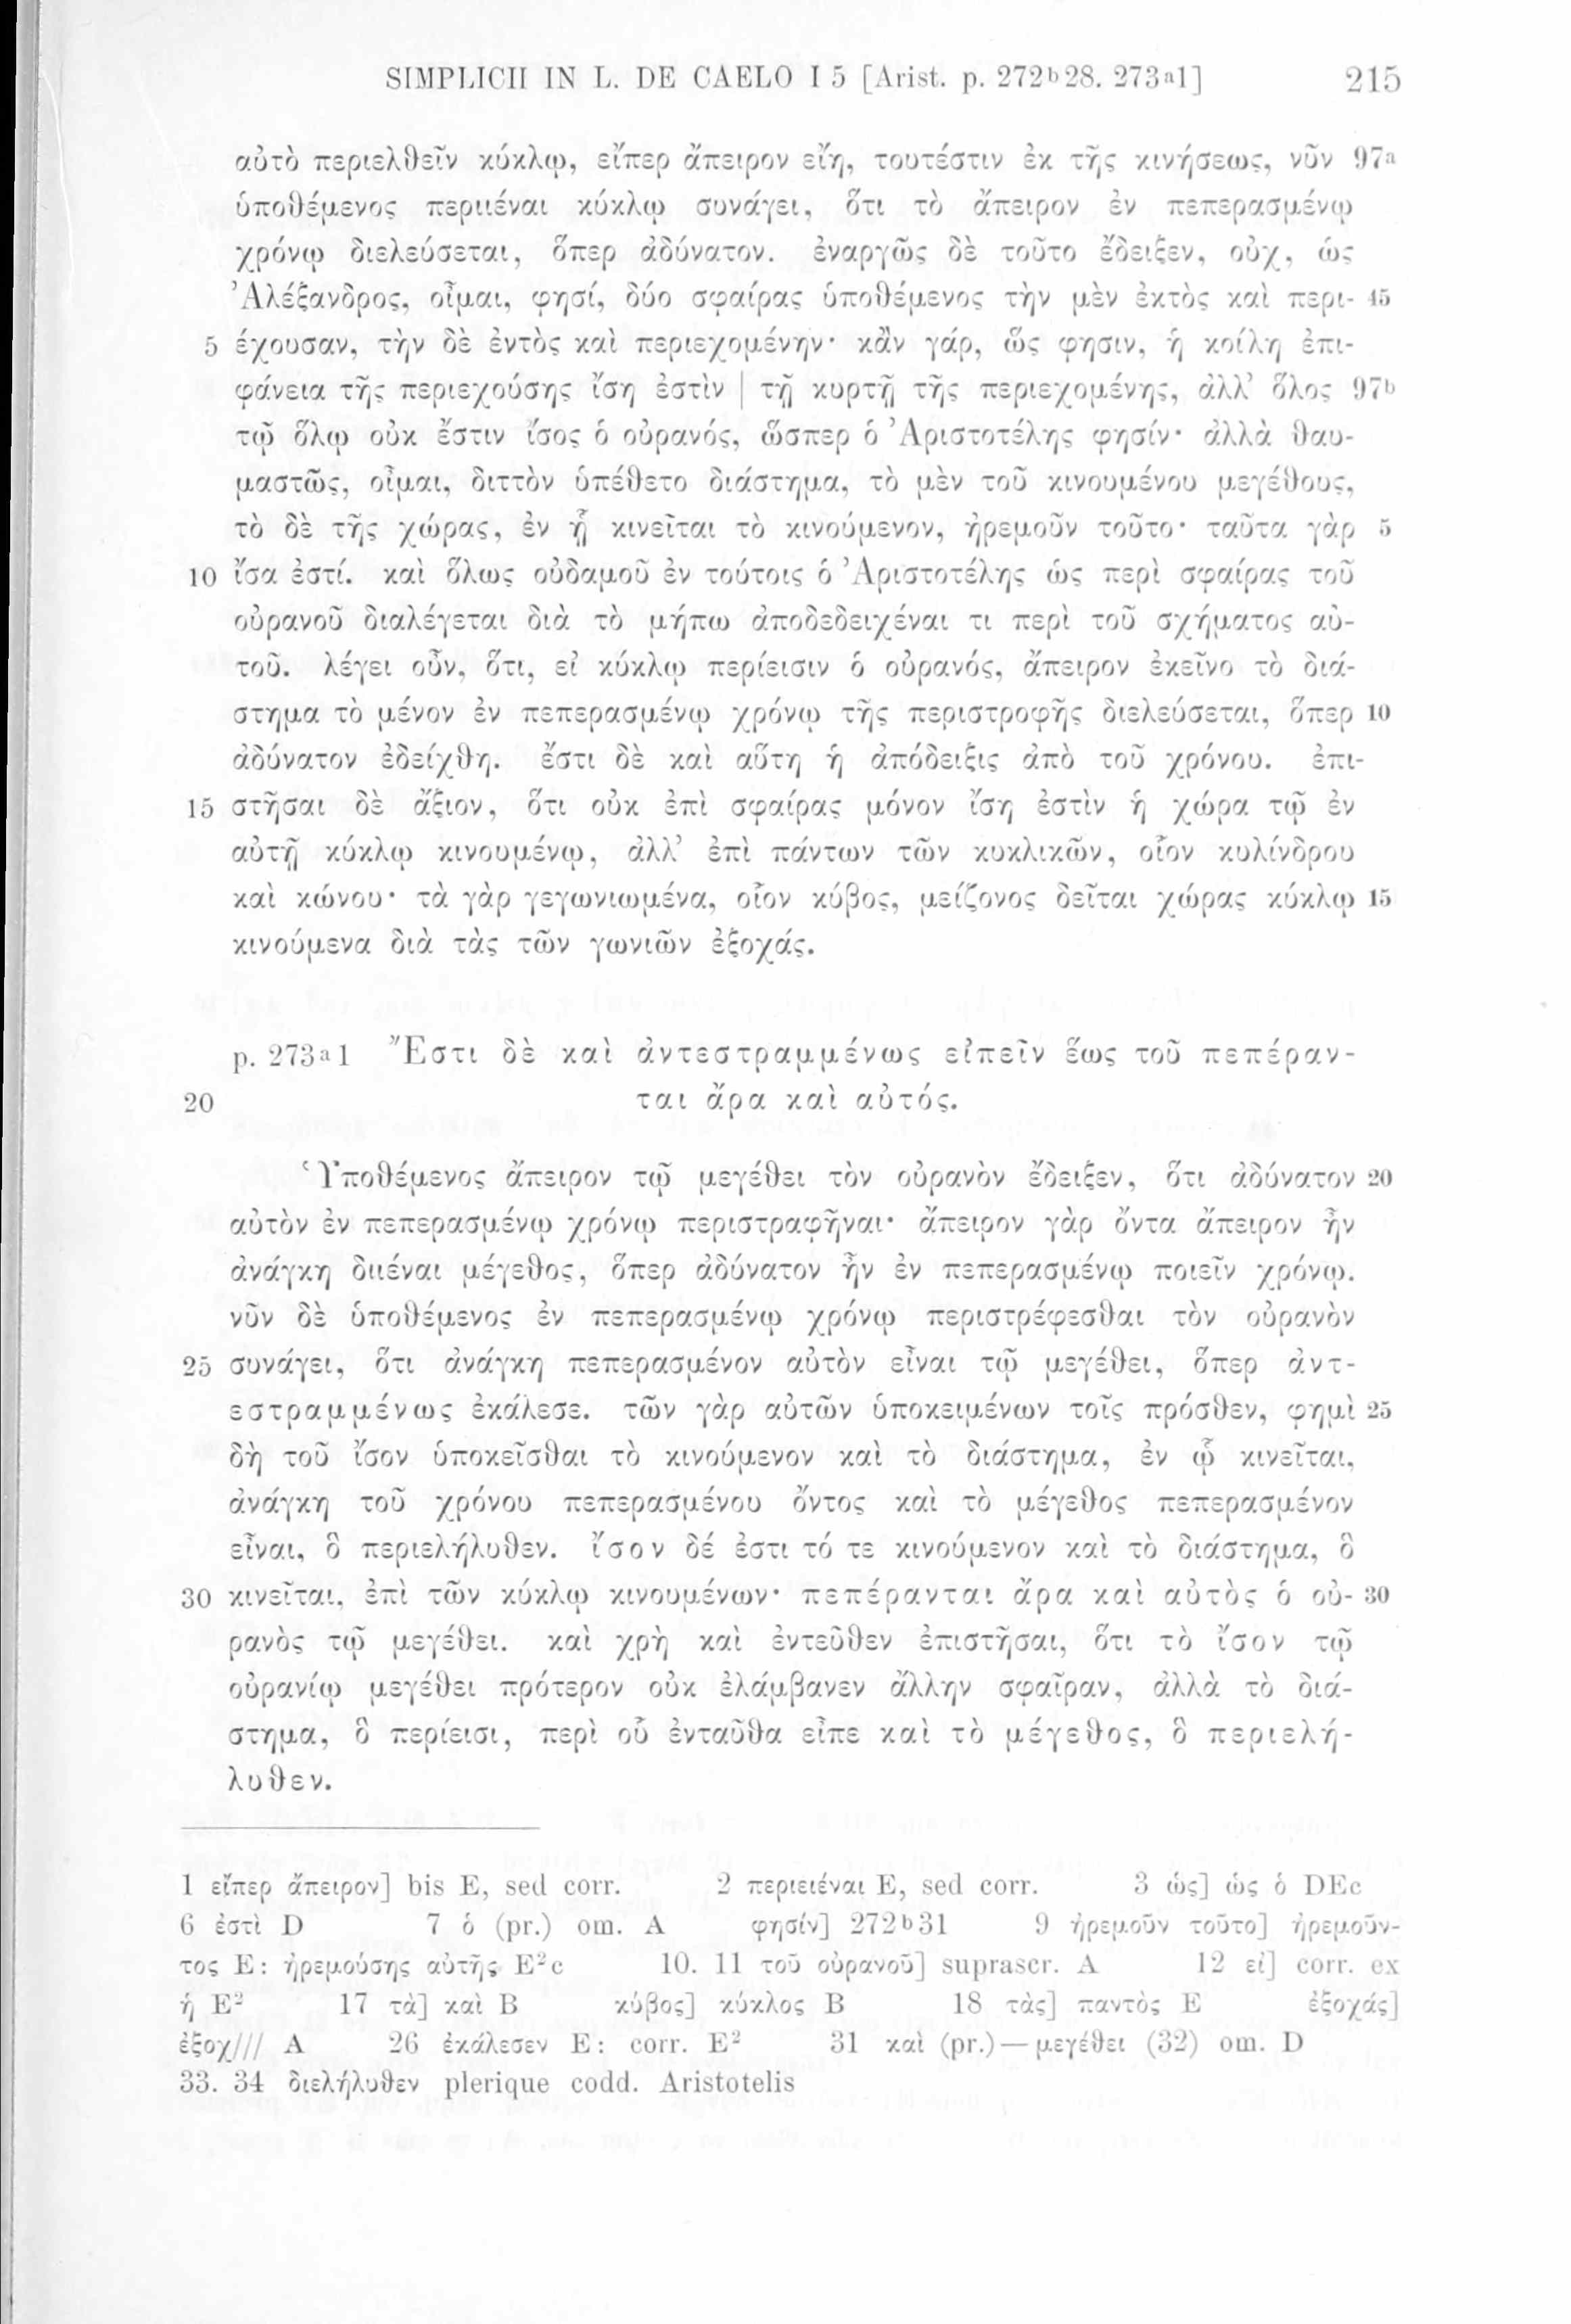 SIMPLICII IN L. DE CAELO I 5 [Arist. p. 272ᵇ28. 273ᵃ1] 215
αὐτὸ περιελθεῖν κύκλῳ, εἴπερ ἄπειρον εἴη, τουτέστιν ἐκ τῆς κινήσεως, νῦν 97ᵃ
ὑποθέμενος περιιέναι κύκλῳ συνάγει, ὅτι τὸ ἄπειρον ἐν πεπερασμένῳ
χρόνῳ διελεύσεται, ὅπερ ἀδύνατον. ἐναργῶς δὲ τοῦτο ἔδειξεν, οὐχ, ὡς
Ἀλέξανδρος, οἶμαι, φησί, δύο σφαίρας ὑποθέμενος τὴν μὲν ἐκτὸς καὶ περι- 45
5 έχουσαν, τὴν δὲ ἐντὸς καὶ περιεχομένην· κἂν γάρ, ὥς φησιν, ἡ κοίλη ἐπι-
φάνεια τῆς περιεχούσης ἴση ἐστὶν | τῇ κυρτῇ τῆς περιεχομένης, ἀλλ’ ὅλος 97ᵇ
τῷ ὅλῳ οὐκ ἔστιν ἴσος ὁ οὐρανός, ὥσπερ ὁ Ἀριστοτέλης φησίν· ἀλλὰ θαυ-
μαστῶς, οἶμαι, διττὸν ὑπέθετο διάστημα, τὸ μὲν τοῦ κινουμένου μεγέθους,
τὸ δὲ τῆς χώρας, ἐν ᾗ κινεῖται τὸ κινούμενον, ἠρεμοῦν τοῦτο· ταῦτα γὰρ 5
10 ἴσα ἐστί. καὶ ὅλως οὐδαμοῦ ἐν τούτοις ὁ Ἀριστοτέλης ὡς περὶ σφαίρας τοῦ
οὐρανοῦ διαλέγεται διὰ τὸ μήπω ἀποδεδειχέναι τι περὶ τοῦ σχήματος αὐ-
τοῦ. λέγει οὖν, ὅτι, εἰ κύκλῳ περίεισιν ὁ οὐρανός, ἄπειρον ἐκεῖνο τὸ διά-
στημα τὸ μένον ἐν πεπερασμένῳ χρόνῳ τῆς περιστροφῆς διελεύσεται, ὅπερ 10
ἀδύνατον ἐδείχθη. ἔστι δὲ καὶ αὕτη ἡ ἀπόδειξις ἀπὸ τοῦ χρόνου. ἐπι-
15 στῆσαι δὲ ἄξιον, ὅτι οὐκ ἐπὶ σφαίρας μόνον ἴση ἐστὶν ἡ χώρα τῷ ἐν
αὐτῇ κύκλῳ κινουμένῳ, ἀλλ’ ἐπὶ πάντων τῶν κυκλικῶν, οἷον κυλίνδρου
καὶ κώνου· τὰ γὰρ γεγωνιωμένα, οἷον κύβος, μείζονος δεῖται χώρας κύκλῳ 15
κινούμενα διὰ τὰς τῶν γωνιῶν ἐξοχάς.
p. 273ᵃ1 Ἔστι δὲ καὶ ἀντεστραμμένως εἰπεῖν ἕως τοῦ πεπέραν-
20 ται ἄρα καὶ αὐτός.
Ὑποθέμενος ἄπειρον τῷ μεγέθει τὸν οὐρανὸν ἔδειξεν, ὅτι ἀδύνατον 20
αὐτὸν ἐν πεπερασμένῳ χρόνῳ περιστραφῆναι· ἄπειρον γὰρ ὄντα ἄπειρον ἦν
ἀνάγκη διιέναι μέγεθος, ὅπερ ἀδύνατον ἦν ἐν πεπερασμένῳ ποιεῖν χρόνῳ.
νῦν δὲ ὑποθέμενος ἐν πεπερασμένῳ χρόνῳ περιστρέφεσθαι τὸν οὐρανὸν
25 συνάγει, ὅτι ἀνάγκη πεπερασμένον αὐτὸν εἶναι τῷ μεγέθει, ὅπερ ἀντ-
εστραμμένως ἐκάλεσε. τῶν γὰρ αὐτῶν ὑποκειμένων τοῖς πρόσθεν, φημὶ 25
δὴ τοῦ ἴσον ὑποκεῖσθαι τὸ κινούμενον καὶ τὸ διάστημα, ἐν ᾧ κινεῖται,
ἀνάγκη τοῦ χρόνου πεπερασμένου ὄντος καὶ τὸ μέγεθος πεπερασμένον
εἶναι, ὃ περιελήλυθεν. ἴσον δέ ἐστι τό τε κινούμενον καὶ τὸ διάστημα, ὃ
30 κινεῖται, ἐπὶ τῶν κύκλῳ κινουμένων· πεπέρανται ἄρα καὶ αὐτὸς ὁ οὐ- 30
ρανὸς τῷ μεγέθει. καὶ χρὴ καὶ ἐντεῦθεν ἐπιστῆσαι, ὅτι τὸ ἴσον τῷ
οὐρανίῳ μεγέθει πρότερον οὐκ ἐλάμβανεν ἄλλην σφαῖραν, ἀλλὰ τὸ διά-
στημα, ὃ περίεισι, περὶ οὗ ἐνταῦθα εἶπε καὶ τὸ μέγεθος, ὃ περιελή-
λυθεν.
1 εἴπερ ἄπειρον] bis E, sed corr. 2 περιειέναι E, sed corr. 3 ὡς] ὡς ὁ DEc
6 ἐστὶ D 7 ὁ (pr.) om. A φησίν] 272ᵇ31 9 ἠρεμοῦν τοῦτο] ἠρεμοῦν-
τος E: ἠρεμούσης αὐτῆς E²c 10. 11 τοῦ οὐρανοῦ] suprascr. A 12 εἰ] corr. ex
ἡ E² 17 τὰ] καὶ B κύβος] κύκλος B 18 τὰς] παντὸς E ἐξοχάς]
ἐξοχ/// A 26 ἐκάλεσεν E: corr. E² 31 καὶ (pr.) — μεγέθει (32) om. D
33. 34 διελήλυθεν plerique codd. Aristotelis